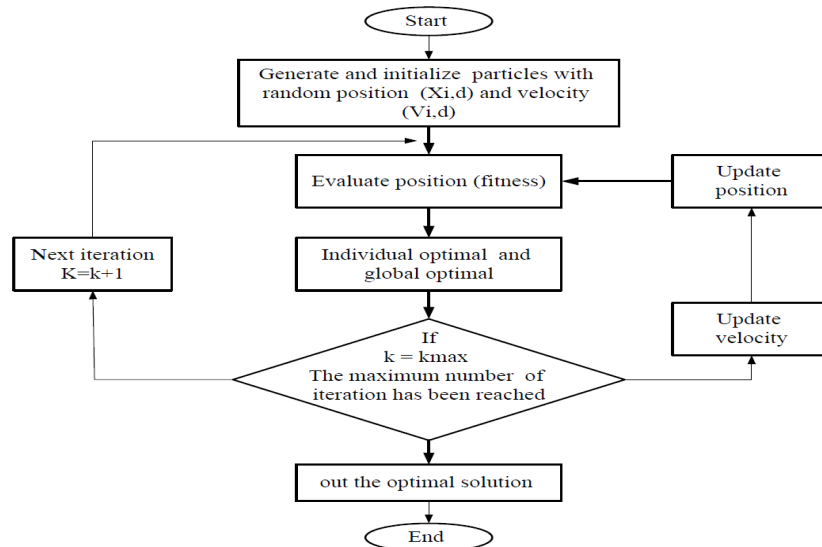 Start
Generate and initialize particles with
random position (Xi,d) and velocity
(Vi,d)
Evaluate position (fitness)
Update
position
Next iteration
K=k+1
Individual optimal and
global optimal
Update
velocity
If
k = kmax
The maximum number of
iteration has been reached
out the optimal solution
End